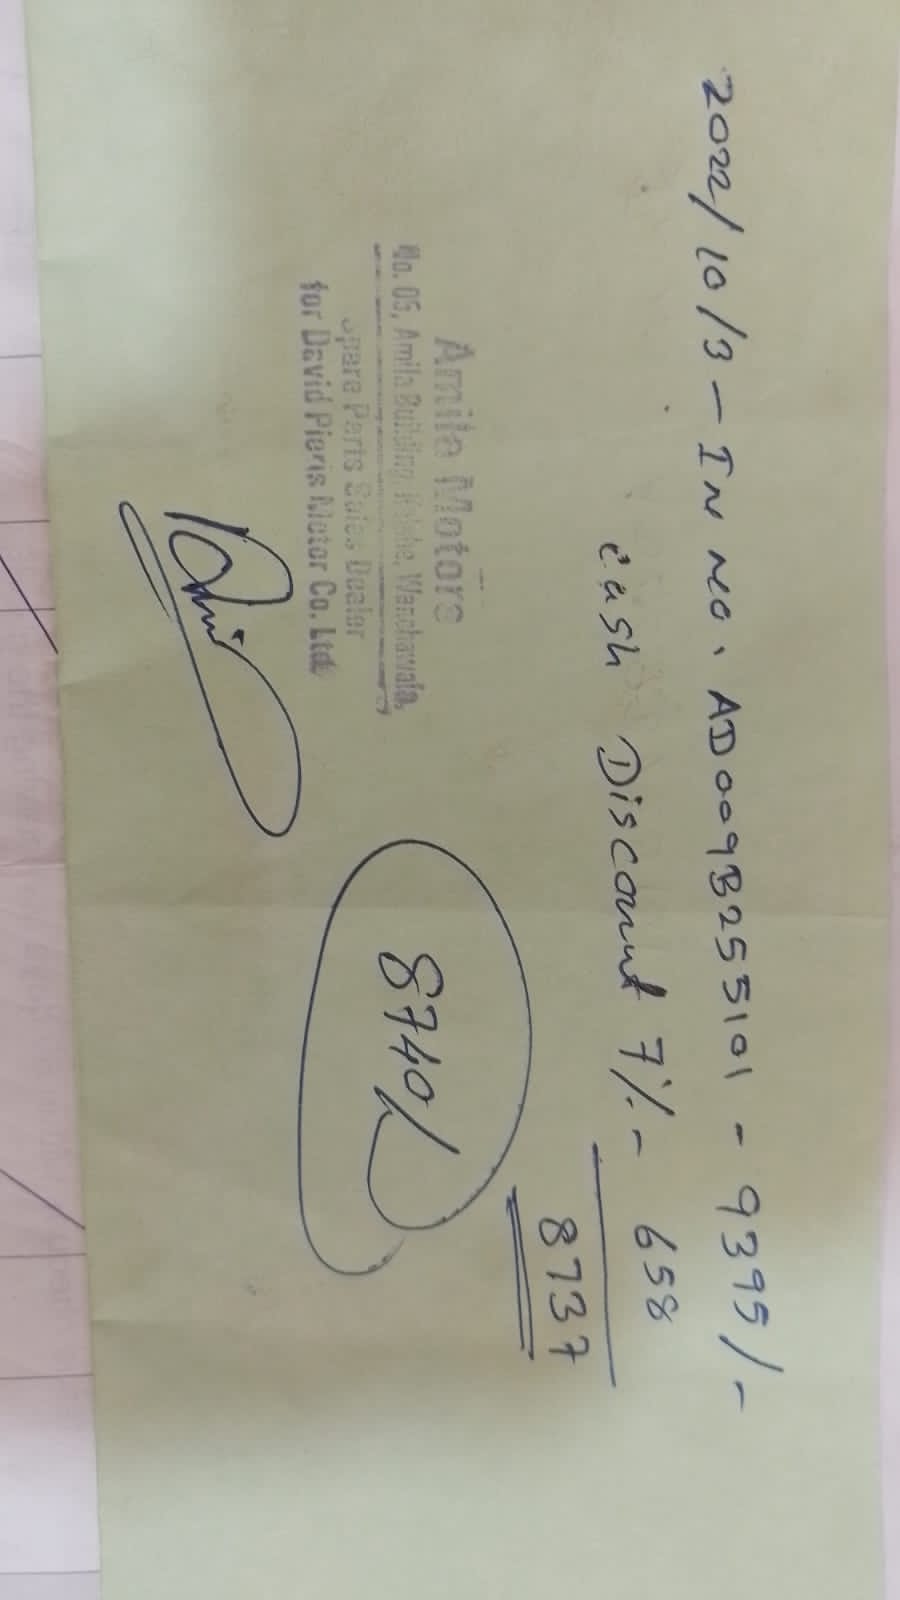 2022/10/3 - IN NO. AD009B255101 - 9395/-
cash Discount 7%- 658
8737
8740/-
Amila Motors
No. 05, Amila Building, Wanchawala,
Spare Parts Sales Dealer
for David Pieris Motor Co. Ltd